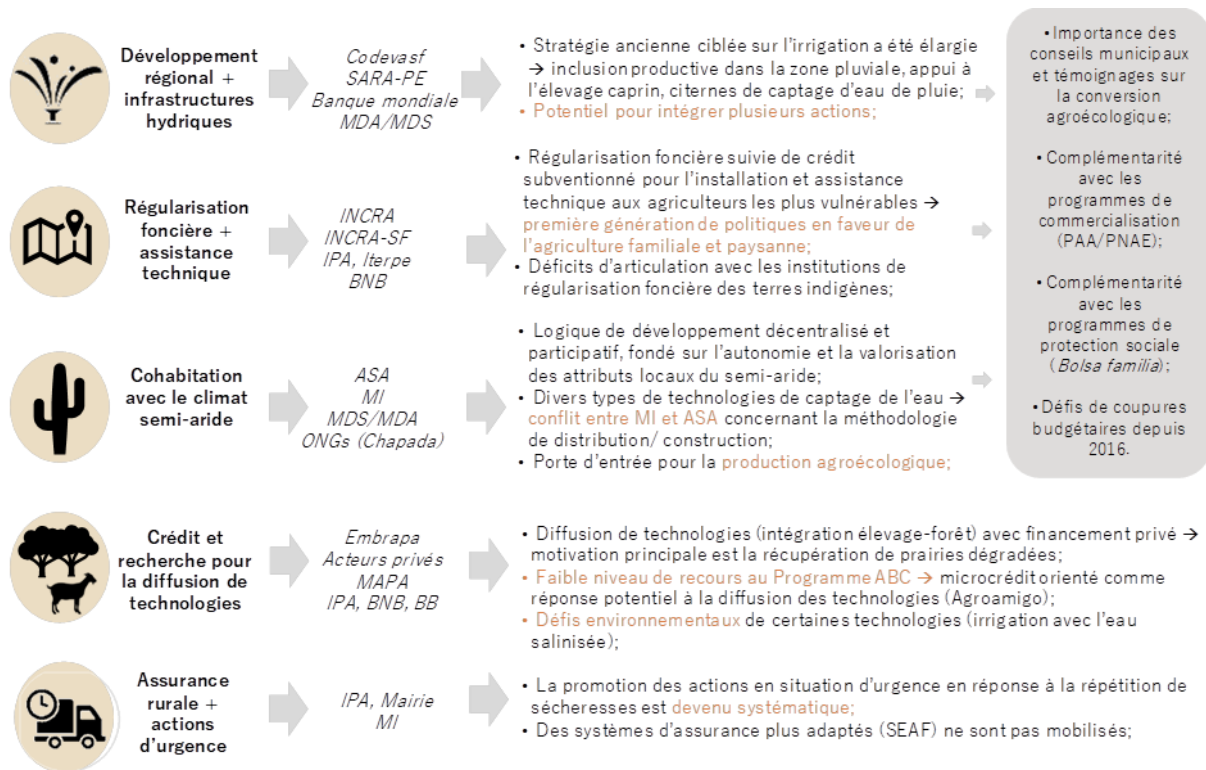 Développement
régional +
infrastructures
hydriques
Codevasf
SARA-PE
Banque mondiale
MDA/MDS
• Stratégie ancienne ciblée sur l'irrigation a été élargie
→ inclusion productive dans la zone pluviale, appui à
l'élevage caprin, citernes de captage d'eau de pluie;
• Potentiel pour intégrer plusieurs actions;
Régularisation
foncière +
assistance
technique
INCRA
INCRA-SF
IPA, Iterpe
BNB
• Régularisation foncière suivie de crédit
subventionné pour l'installation et assistance
technique aux agriculteurs les plus vulnérables →
première génération de politiques en faveur de
l'agriculture familiale et paysanne;
• Déficits d'articulation avec les institutions de
régularisation foncière des terres indigènes;
Cohabitation
avec le climat
semi-aride
ASA
MI
MDS/MDA
ONGs (Chapada)
• Logique de développement décentralisé et
participatif, fondé sur l'autonomie et la valorisation
des attributs locaux du semi-aride;
• Divers types de technologies de captage de l'eau →
conflit entre MI et ASA concernant la méthodologie
de distribution/ construction;
• Porte d'entrée pour la production agroécologique;
• Importance des
conseils municipaux
et témoignages sur
la conversion
agroécologique;
• Complémentarité
avec les
programmes de
commercialisation
(PAA/PNAE);
• Complémentarité
avec les
programmes de
protection sociale
(Bolsa familia);
• Défis de coupures
budgétaires depuis
2016.
Crédit et
recherche pour
la diffusion de
technologies
Embrapa
Acteurs privés
MAPA
IPA, BNB, BB
• Diffusion de technologies (intégration élevage-forêt) avec financement privé →
motivation principale est la récupération de prairies dégradées;
• Faible niveau de recours au Programme ABC → microcrédit orienté comme
réponse potentiel à la diffusion des technologies (Agroamigo);
• Défis environnementaux de certaines technologies (irrigation avec l'eau
salinisée);
Assurance
rurale +
actions
d'urgence
IPA, Mairie
MI
• La promotion des actions en situation d'urgence en réponse à la répétition de
sécheresses est devenu systématique;
• Des systèmes d'assurance plus adaptés (SEAF) ne sont pas mobilisés;